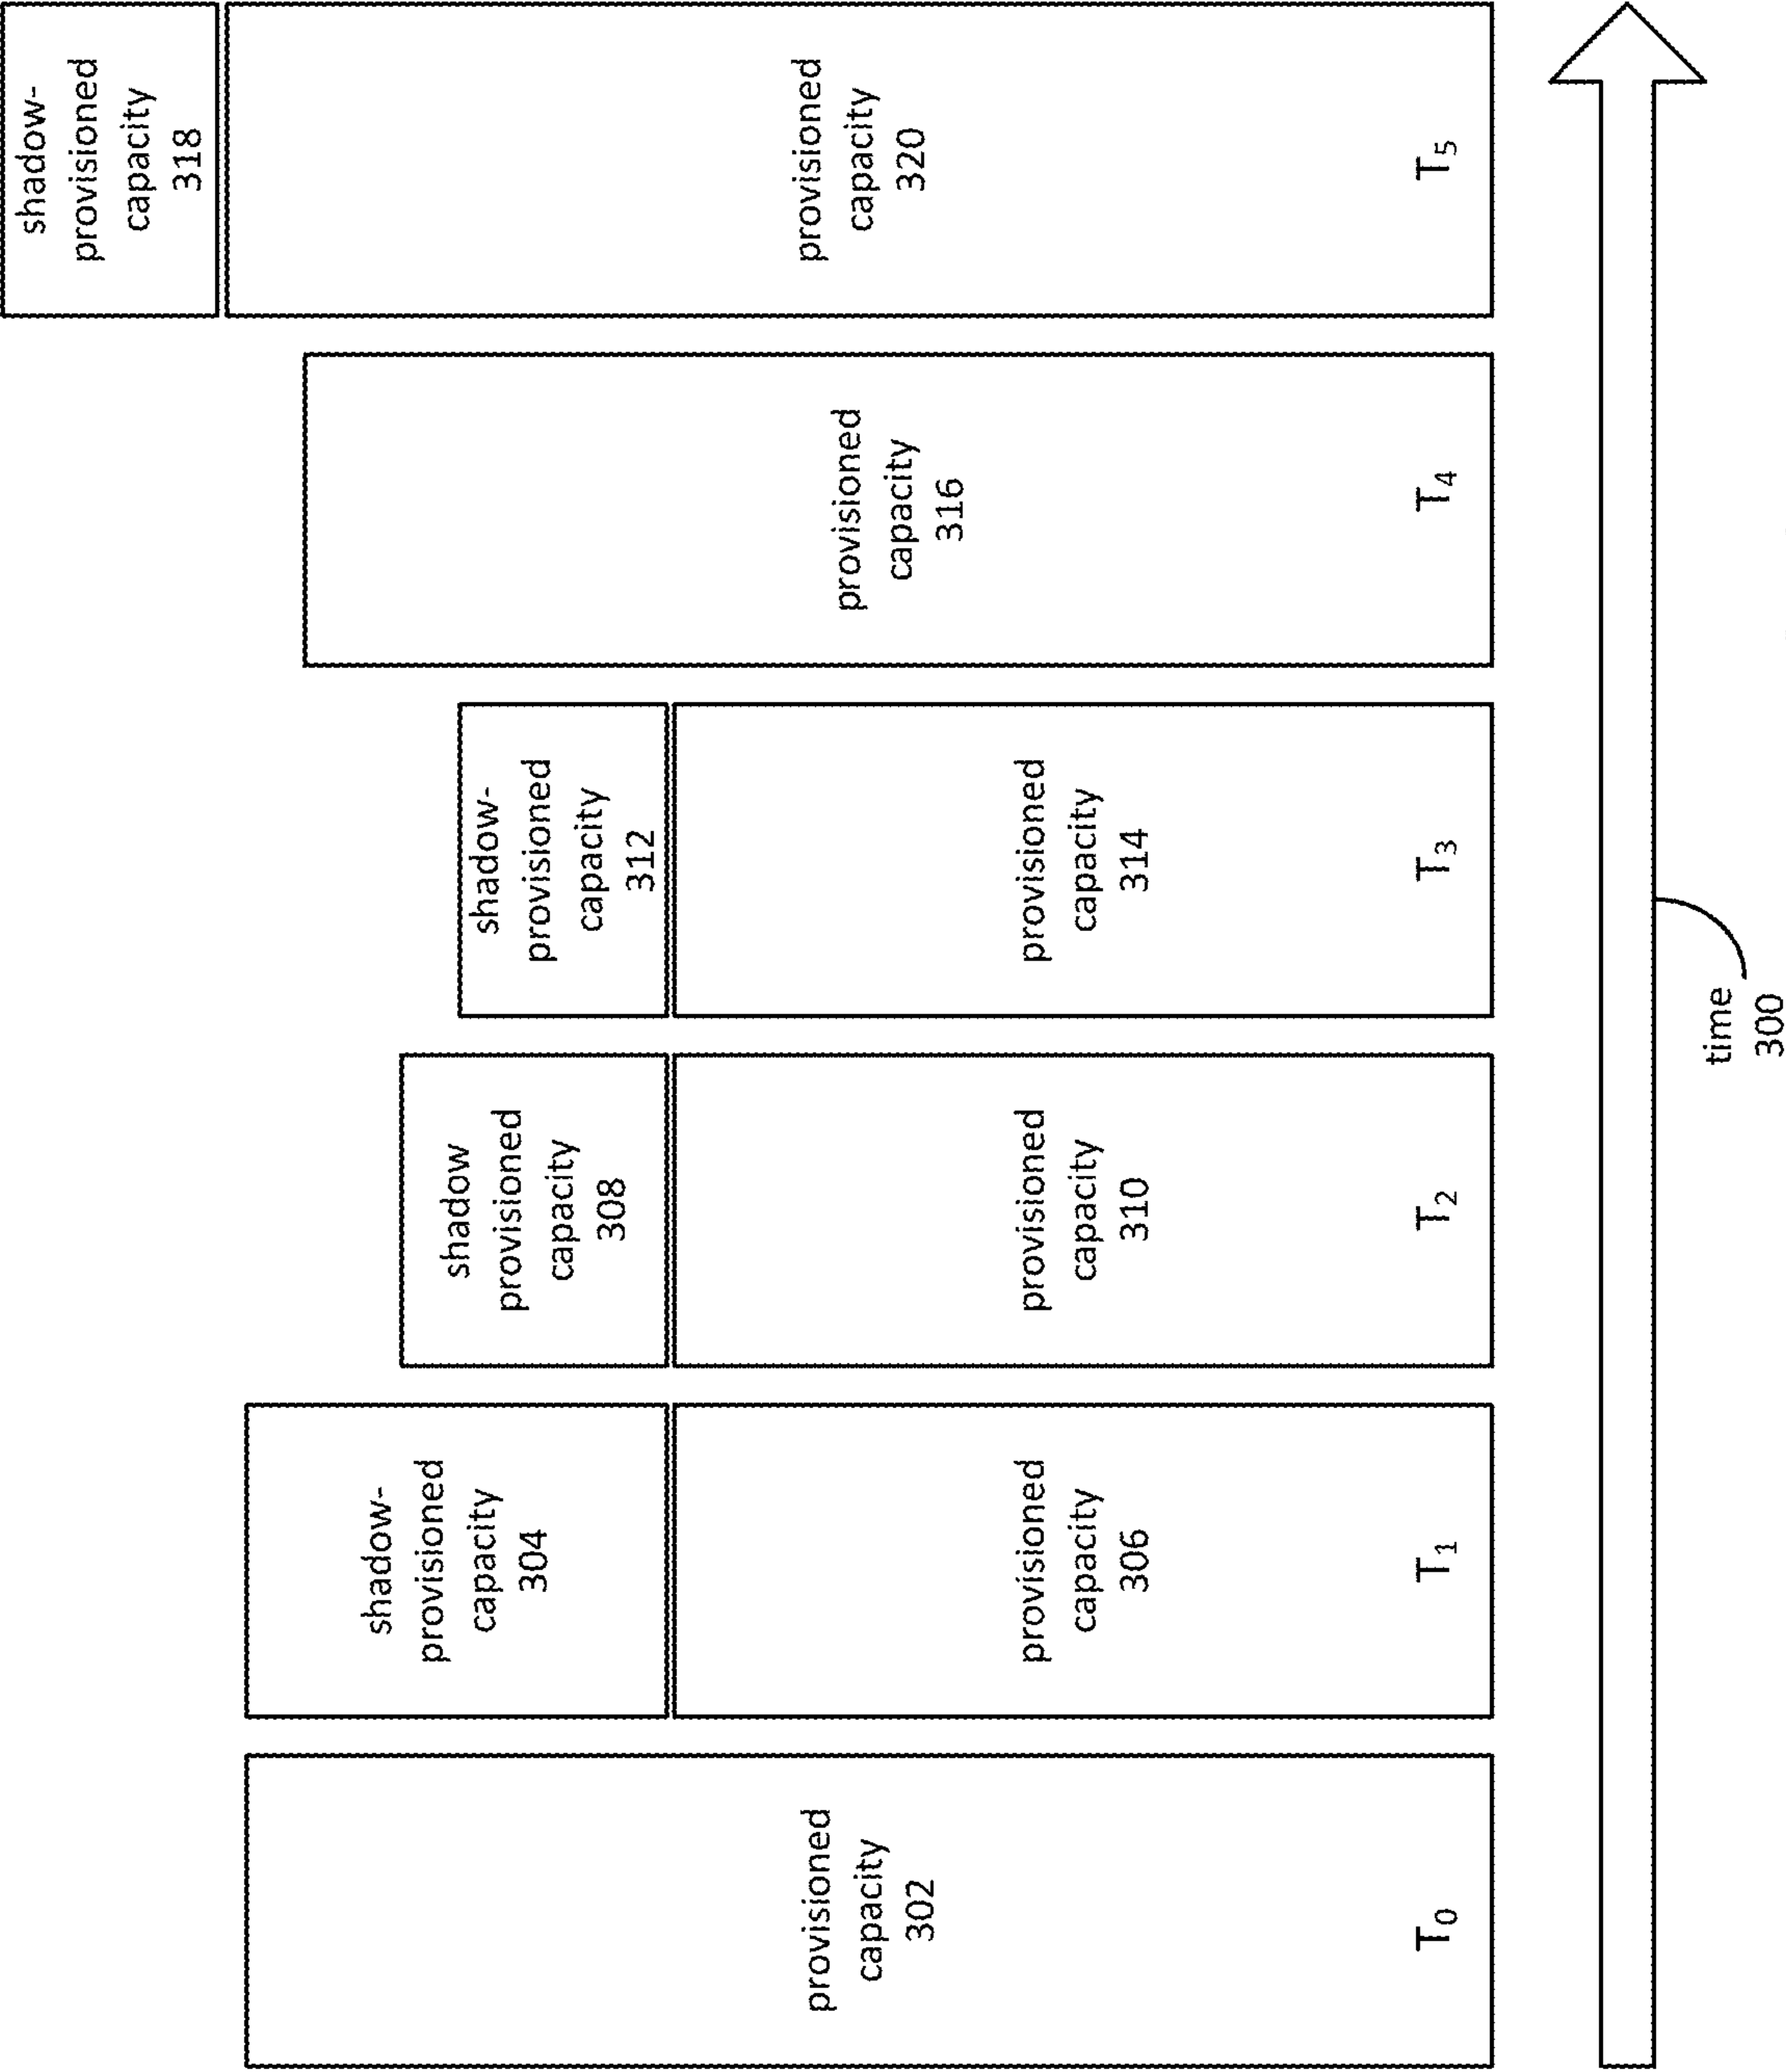 provisioned
capacity
302
T0
shadow-
provisioned
capacity
304
provisioned
capacity
306
T1
shadow
provisioned
capacity
308
provisioned
capacity
310
T2
shadow-
provisioned
capacity
312
provisioned
capacity
314
T3
provisioned
capacity
316
T4
shadow-
provisioned
capacity
318
provisioned
capacity
320
T5
time
300